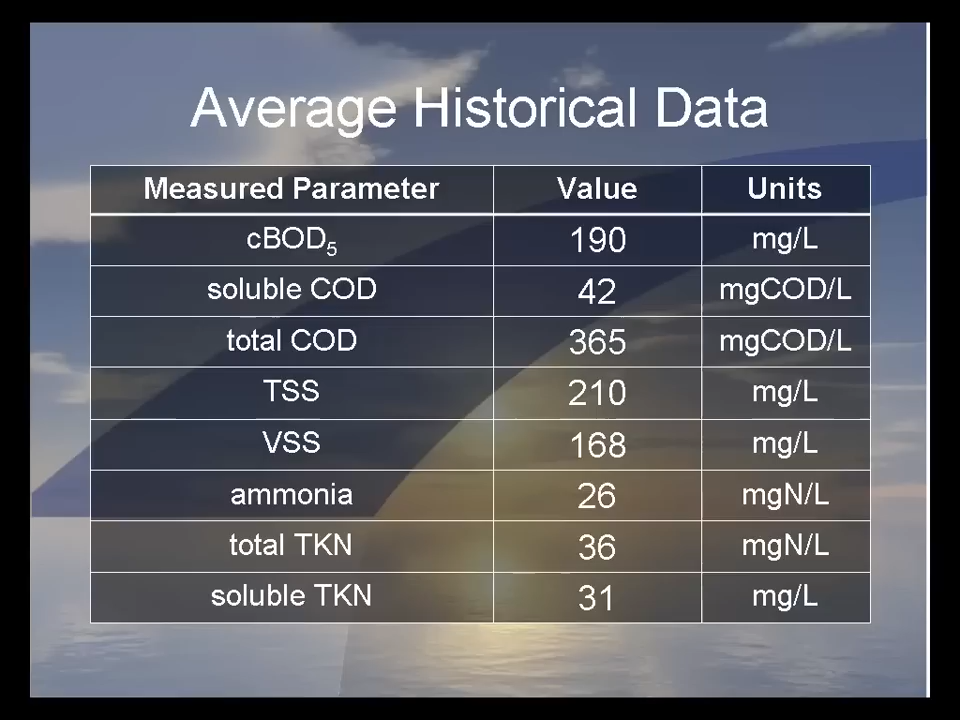 Average Historical Data
Measured Parameter Value Units
cBOD₅ 190 mg/L
soluble COD 42 mgCOD/L
total COD 365 mgCOD/L
TSS 210 mg/L
VSS 168 mg/L
ammonia 26 mgN/L
total TKN 36 mgN/L
soluble TKN 31 mg/L